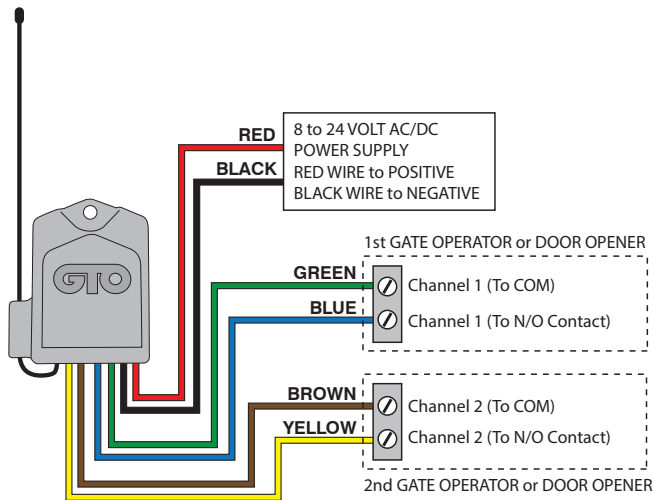 RED
8 to 24 VOLT AC/DC
POWER SUPPLY
BLACK
RED WIRE to POSITIVE
BLACK WIRE to NEGATIVE
GTO
1st GATE OPERATOR or DOOR OPENER
GREEN
Channel 1 (To COM)
BLUE
Channel 1 (To N/O Contact)
BROWN
Channel 2 (To COM)
YELLOW
Channel 2 (To N/O Contact)
2nd GATE OPERATOR or DOOR OPENER